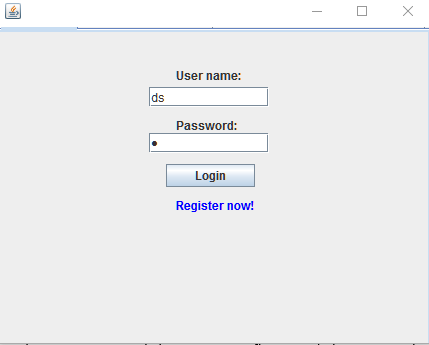 User name:
ds
Password:
•
Login
Register now!